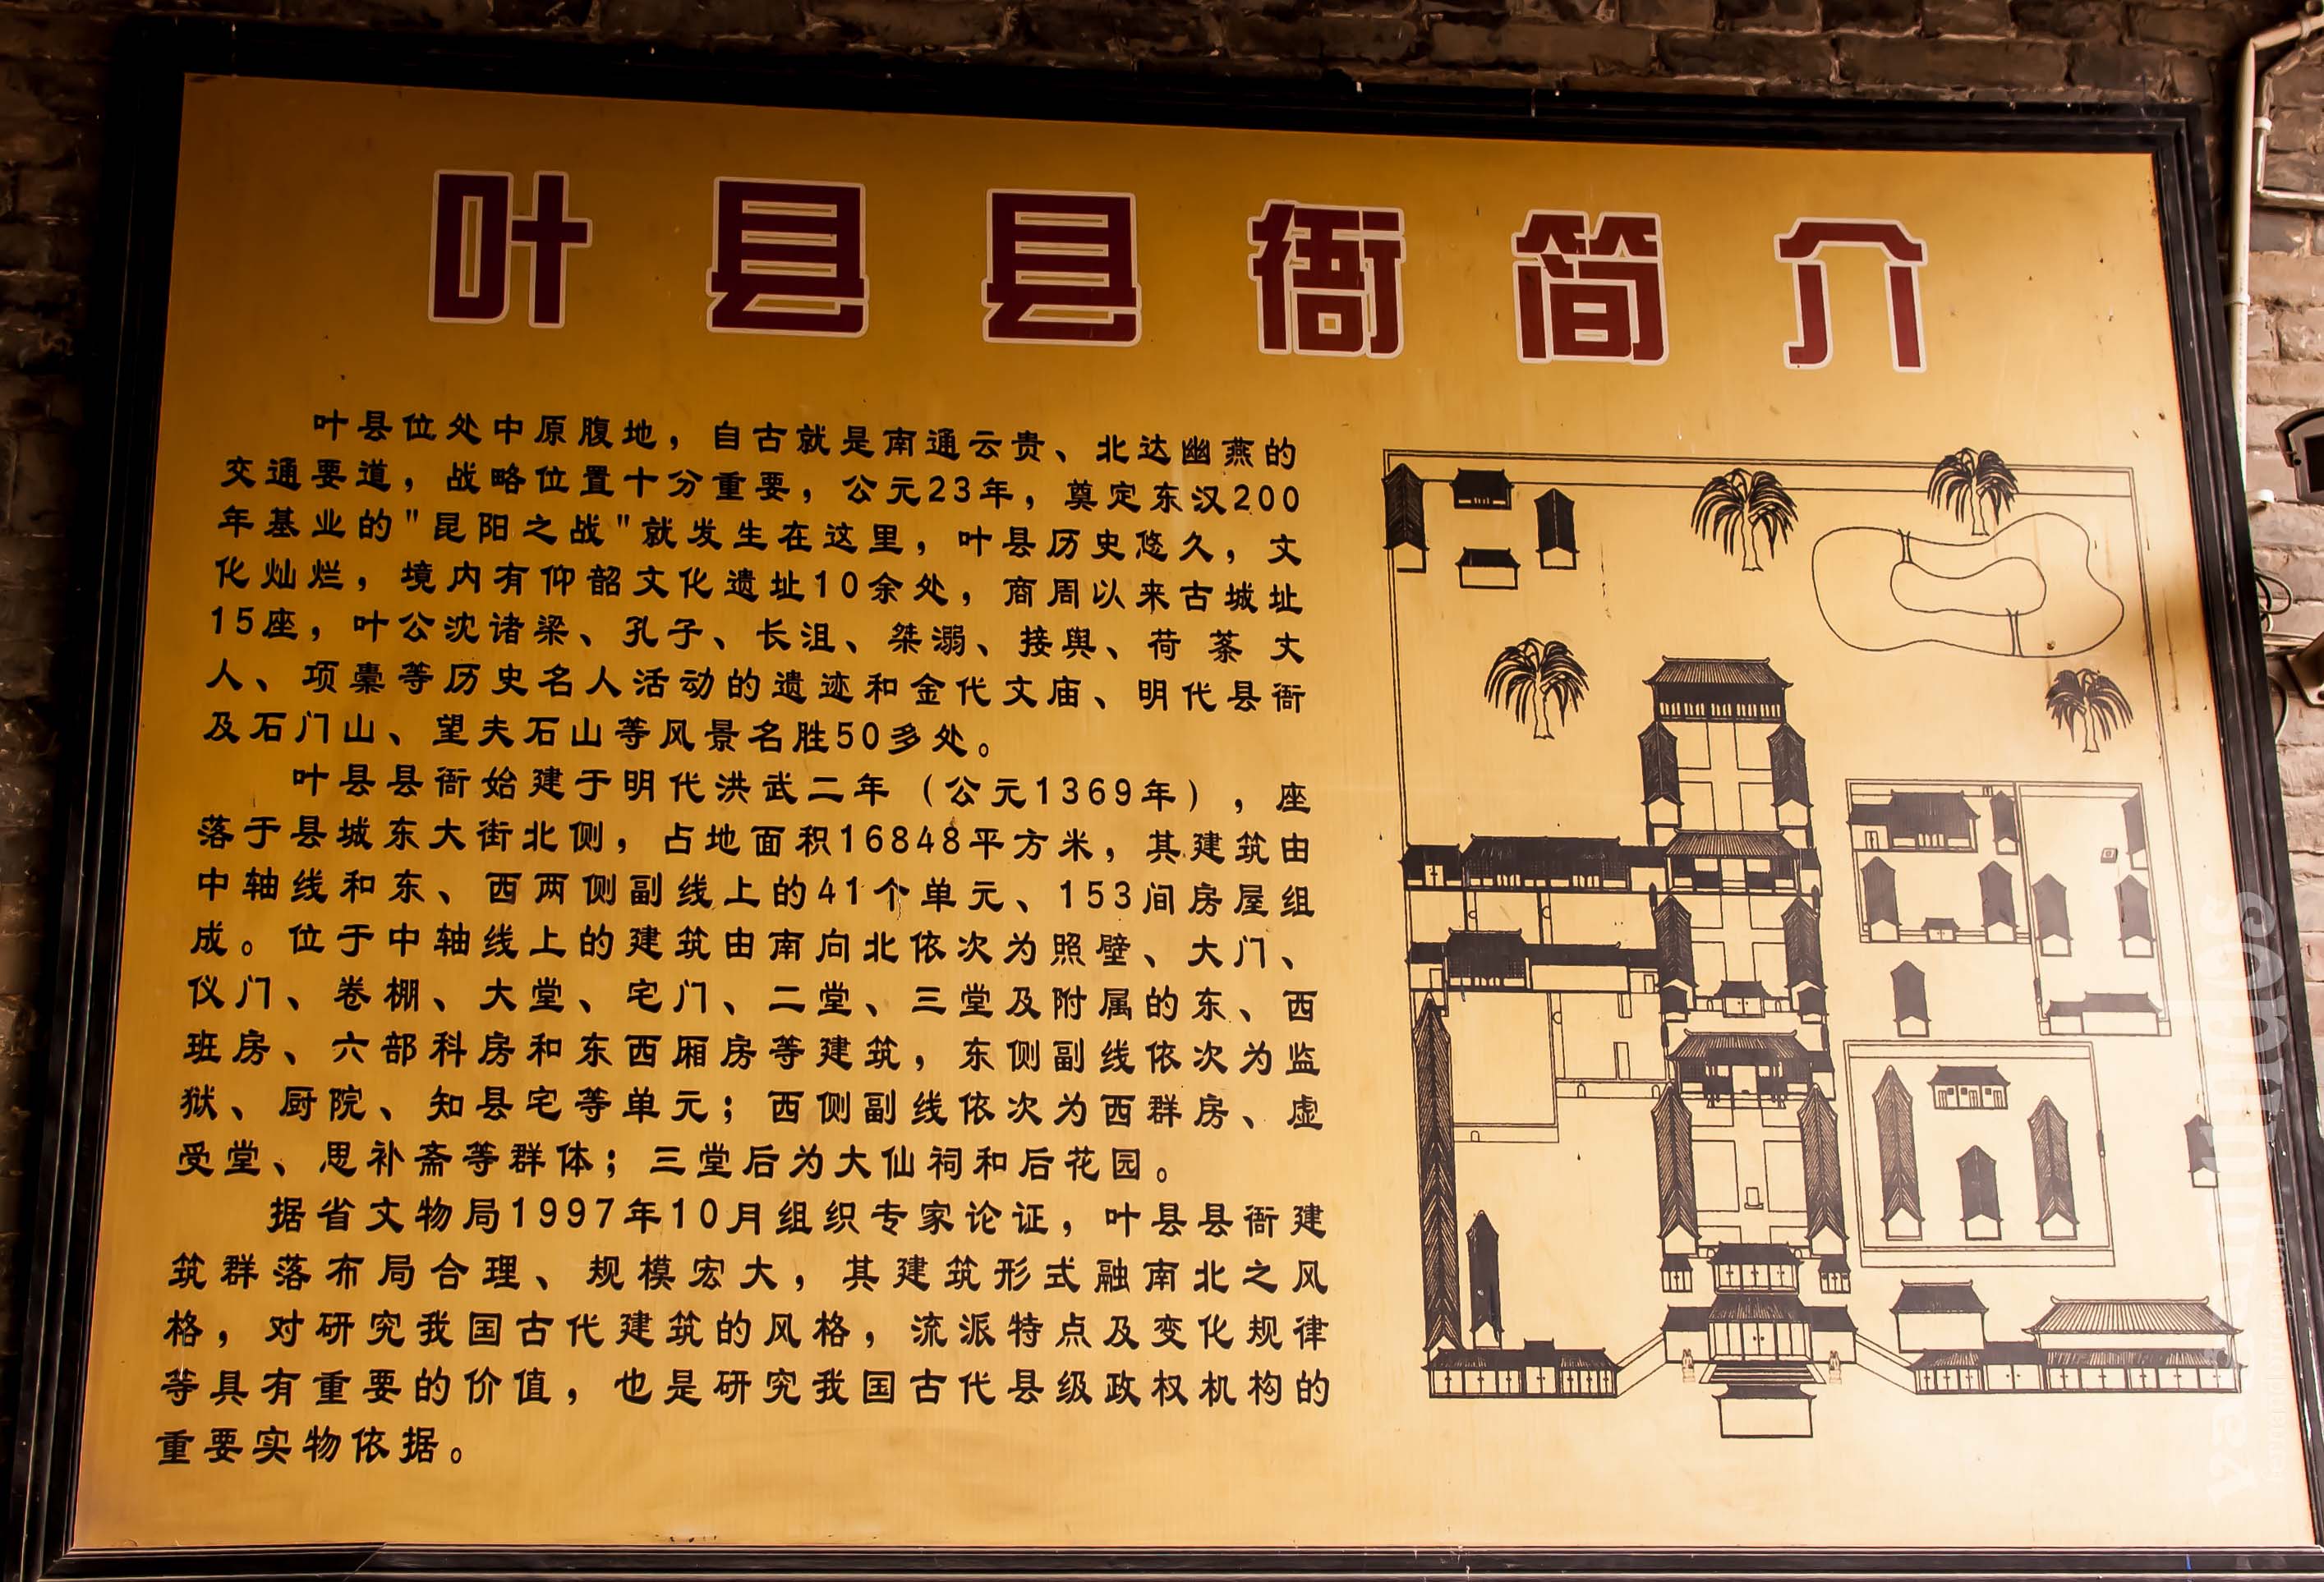 叶县县衙简介
叶县位处中原腹地，自古就是南通云贵、北达幽燕的
交通要道，战略位置十分重要，公元23年，奠定东汉200
年基业的"昆阳之战"就发生在这里，叶县历史悠久，文
化灿烂，境内有仰韶文化遗址10余处，商周以来古城址
15座，叶公沈诸梁、孔子、长沮、桀溺、接舆、荷 蓧 丈
人、项橐等历史名人活动的遗迹和金代文庙、明代县衙
及石门山、望夫石山等风景名胜50多处。
叶县县衙始建于明代洪武二年（公元1369年），座
落于县城东大街北侧，占地面积16848平方米，其建筑由
中轴线和东、西两侧副线上的41个单元、153间房屋组
成。位于中轴线上的建筑由南向北依次为照壁、大门、
仪门、卷棚、大堂、宅门、二堂、三堂及附属的东、西
班房、六部科房和东西厢房等建筑，东侧副线依次为监
狱、厨院、知县宅等单元；西侧副线依次为西群房、虚
受堂、思补斋等群体；三堂后为大仙祠和后花园。
据省文物局1997年10月组织专家论证，叶县县衙建
筑群落布局合理、规模宏大，其建筑形式融南北之风
格，对研究我国古代建筑的风格，流派特点及变化规律
等具有重要的价值，也是研究我国古代县级政权机构的
重要实物依据。